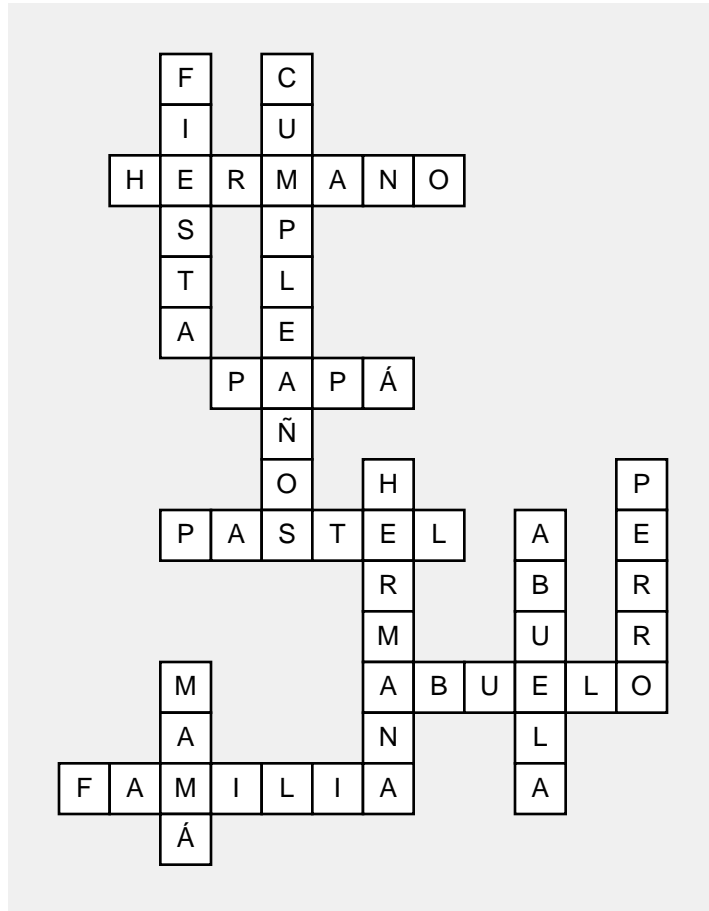 F C
I U
H E R M A N O
S P
T L
A E
P A P Á
Ñ
O H P
P A S T E L A E
R B R
M U R
M A B U E L O
A N L
F A M I L I A A
Á